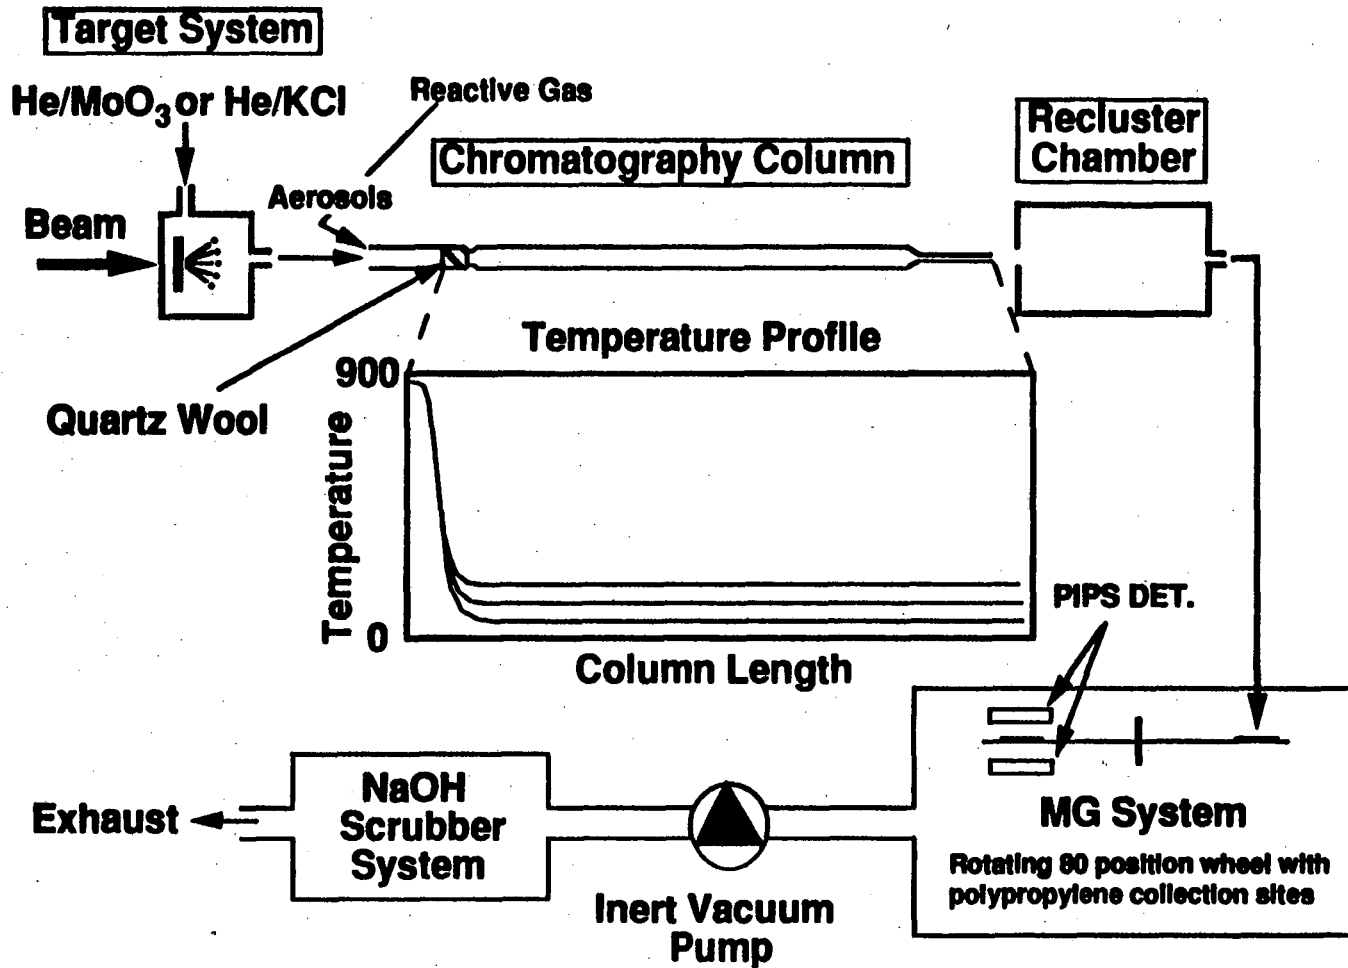 Target System
He/MoO₃ or He/KCl
Reactive Gas
Chromatography Column
Recluster
Chamber
Aerosols
Beam
Quartz Wool
Temperature Profile
900
Temperature
0
Column Length
PIPS DET.
MG System
Rotating 80 position wheel with
polypropylene collection sites
NaOH
Scrubber
System
Exhaust
Inert Vacuum
Pump